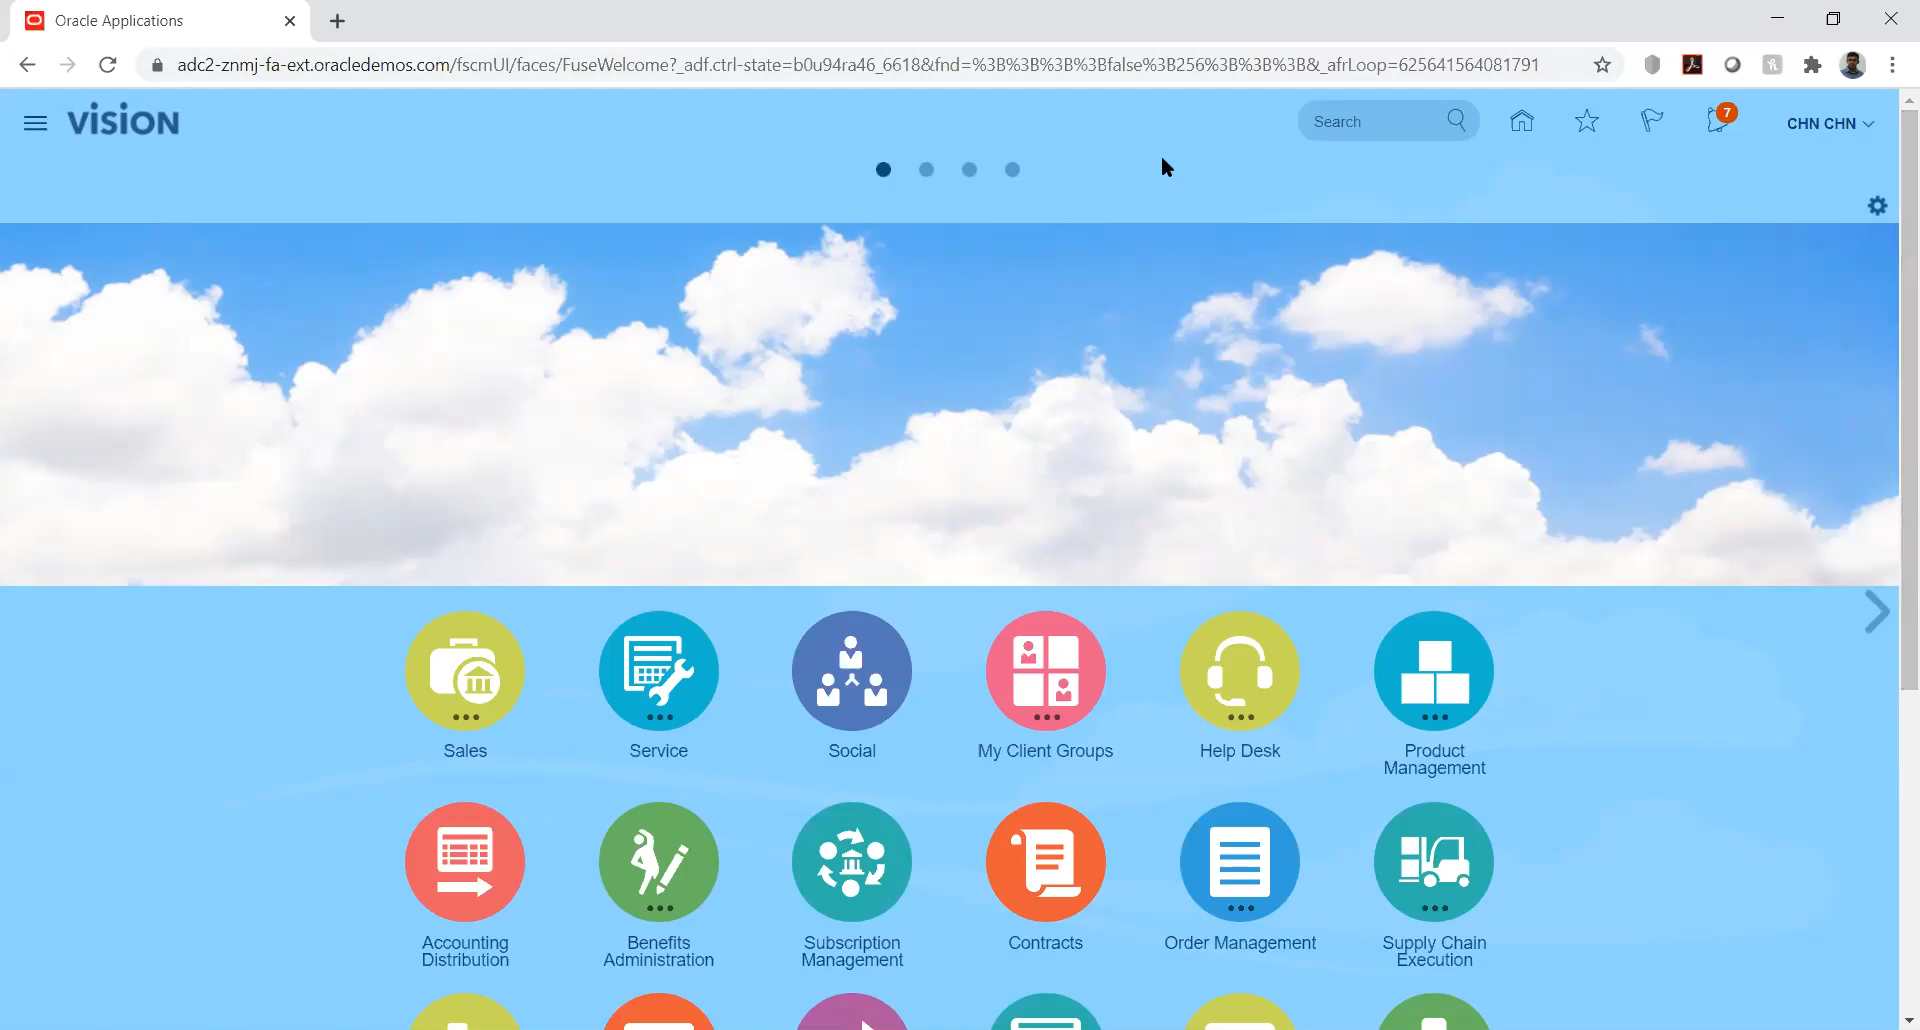 Oracle Applications
adc2-znmj-fa-ext.oracledemos.com/fscmUI/faces/FuseWelcome?_adf.ctrl-state=b0u94ra46_6618&fnd=%3B%3B%3B%3Bfalse%3B256%3B%3B%3B&_afrLoop=625641564081791
VISION
Search
7
CHN CHN
Sales
Service
Social
My Client Groups
Help Desk
Product
Management
Accounting
Distribution
Benefits
Administration
Subscription
Management
Contracts
Order Management
Supply Chain
Execution